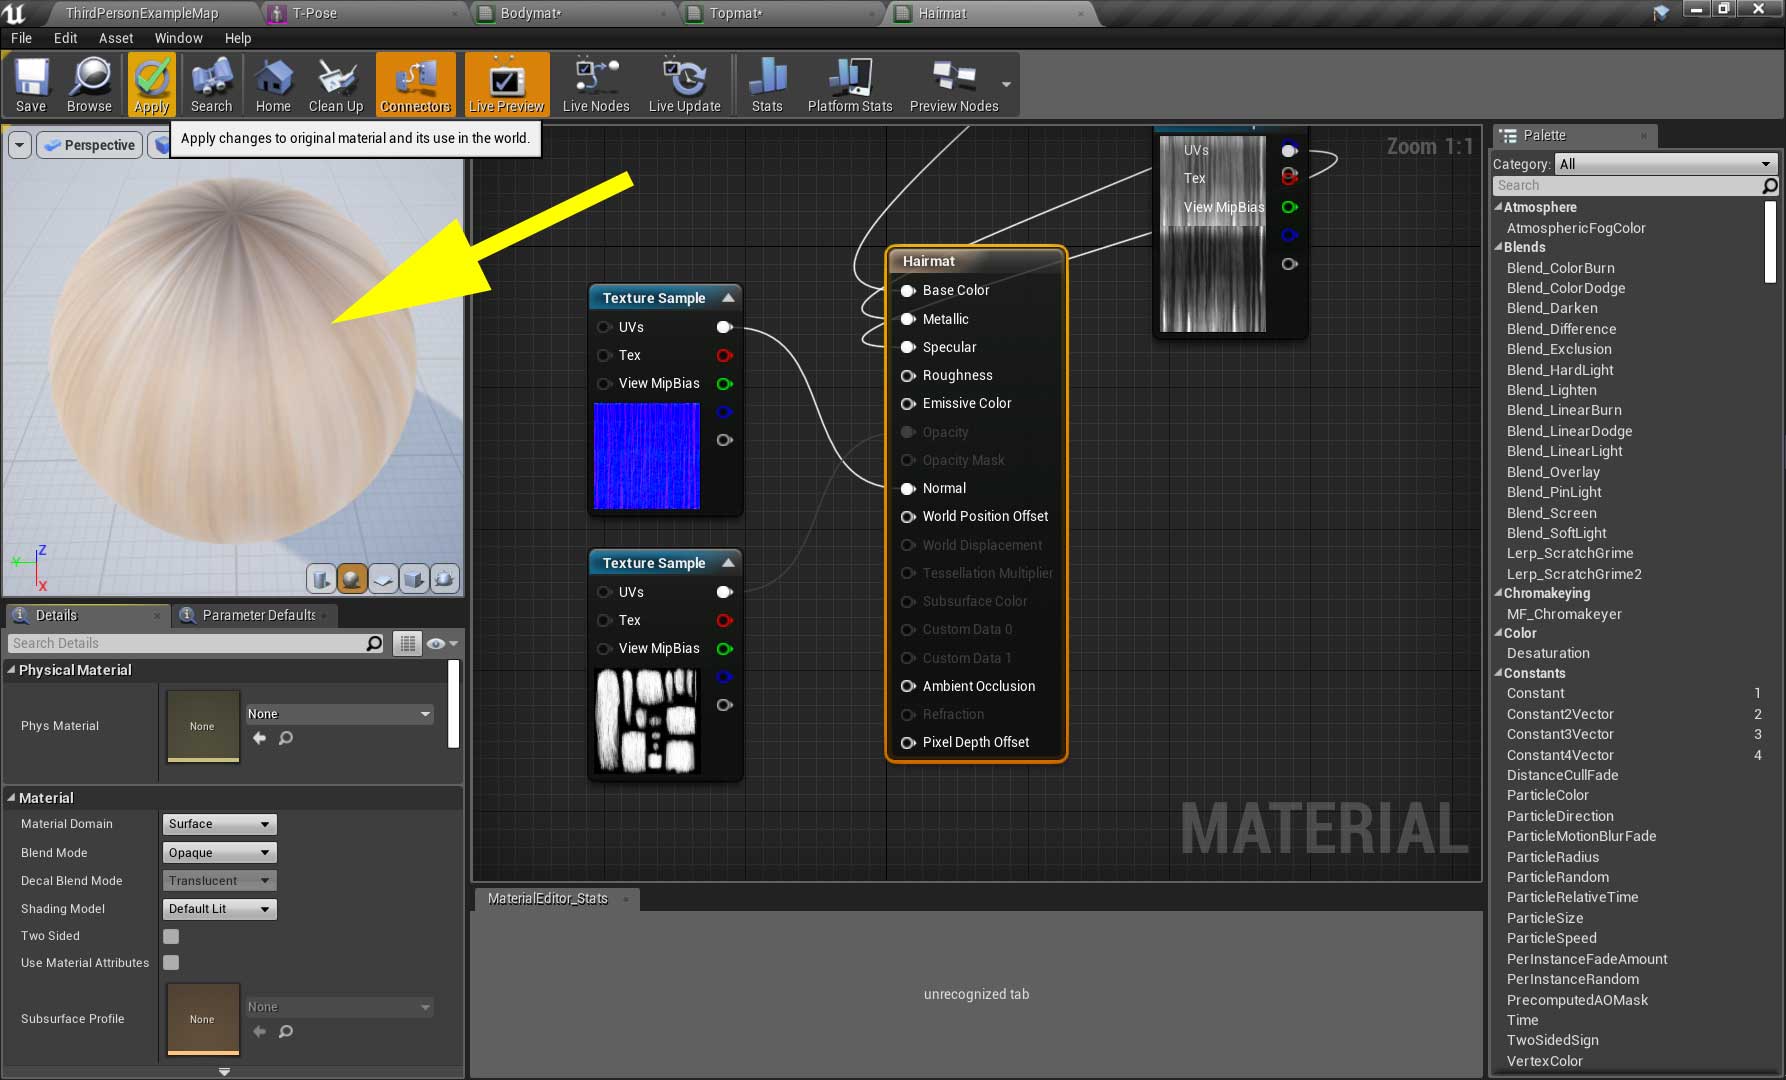 ThirdPersonExampleMap
T-Pose
Bodymat*
Topmat*
Hairmat
File Edit Asset Window Help
Save
Browse
Apply
Search
Home
Clean Up
Connectors
Live Preview
Live Nodes
Live Update
Stats
Platform Stats
Preview Nodes
Apply changes to original material and its use in the world.
Perspective
Zoom 1:1
UVs
Tex
View MipBias
Hairmat
Base Color
Metallic
Specular
Roughness
Emissive Color
Opacity
Opacity Mask
Normal
World Position Offset
World Displacement
Tessellation Multiplier
Subsurface Color
Custom Data 0
Custom Data 1
Ambient Occlusion
Refraction
Pixel Depth Offset
Texture Sample
UVs
Tex
View MipBias
Texture Sample
UVs
Tex
View MipBias
MATERIAL
Z
Y
X
Details
Parameter Defaults
Search Details
Physical Material
Phys Material
None
None
Material
Material Domain
Surface
Blend Mode
Opaque
Decal Blend Mode
Translucent
Shading Model
Default Lit
Two Sided
Use Material Attributes
Subsurface Profile
None
None
MaterialEditor_Stats
unrecognized tab
Palette
Category: All
Search
Atmosphere
AtmosphericFogColor
Blends
Blend_ColorBurn
Blend_ColorDodge
Blend_Darken
Blend_Difference
Blend_Exclusion
Blend_HardLight
Blend_Lighten
Blend_LinearBurn
Blend_LinearDodge
Blend_LinearLight
Blend_Overlay
Blend_PinLight
Blend_Screen
Blend_SoftLight
Lerp_ScratchGrime
Lerp_ScratchGrime2
Chromakeying
MF_Chromakeyer
Color
Desaturation
Constants
Constant 1
Constant2Vector 2
Constant3Vector 3
Constant4Vector 4
DistanceCullFade
ParticleColor
ParticleDirection
ParticleMotionBlurFade
ParticleRadius
ParticleRandom
ParticleRelativeTime
ParticleSize
ParticleSpeed
PerInstanceFadeAmount
PerInstanceRandom
PrecomputedAOMask
Time
TwoSidedSign
VertexColor